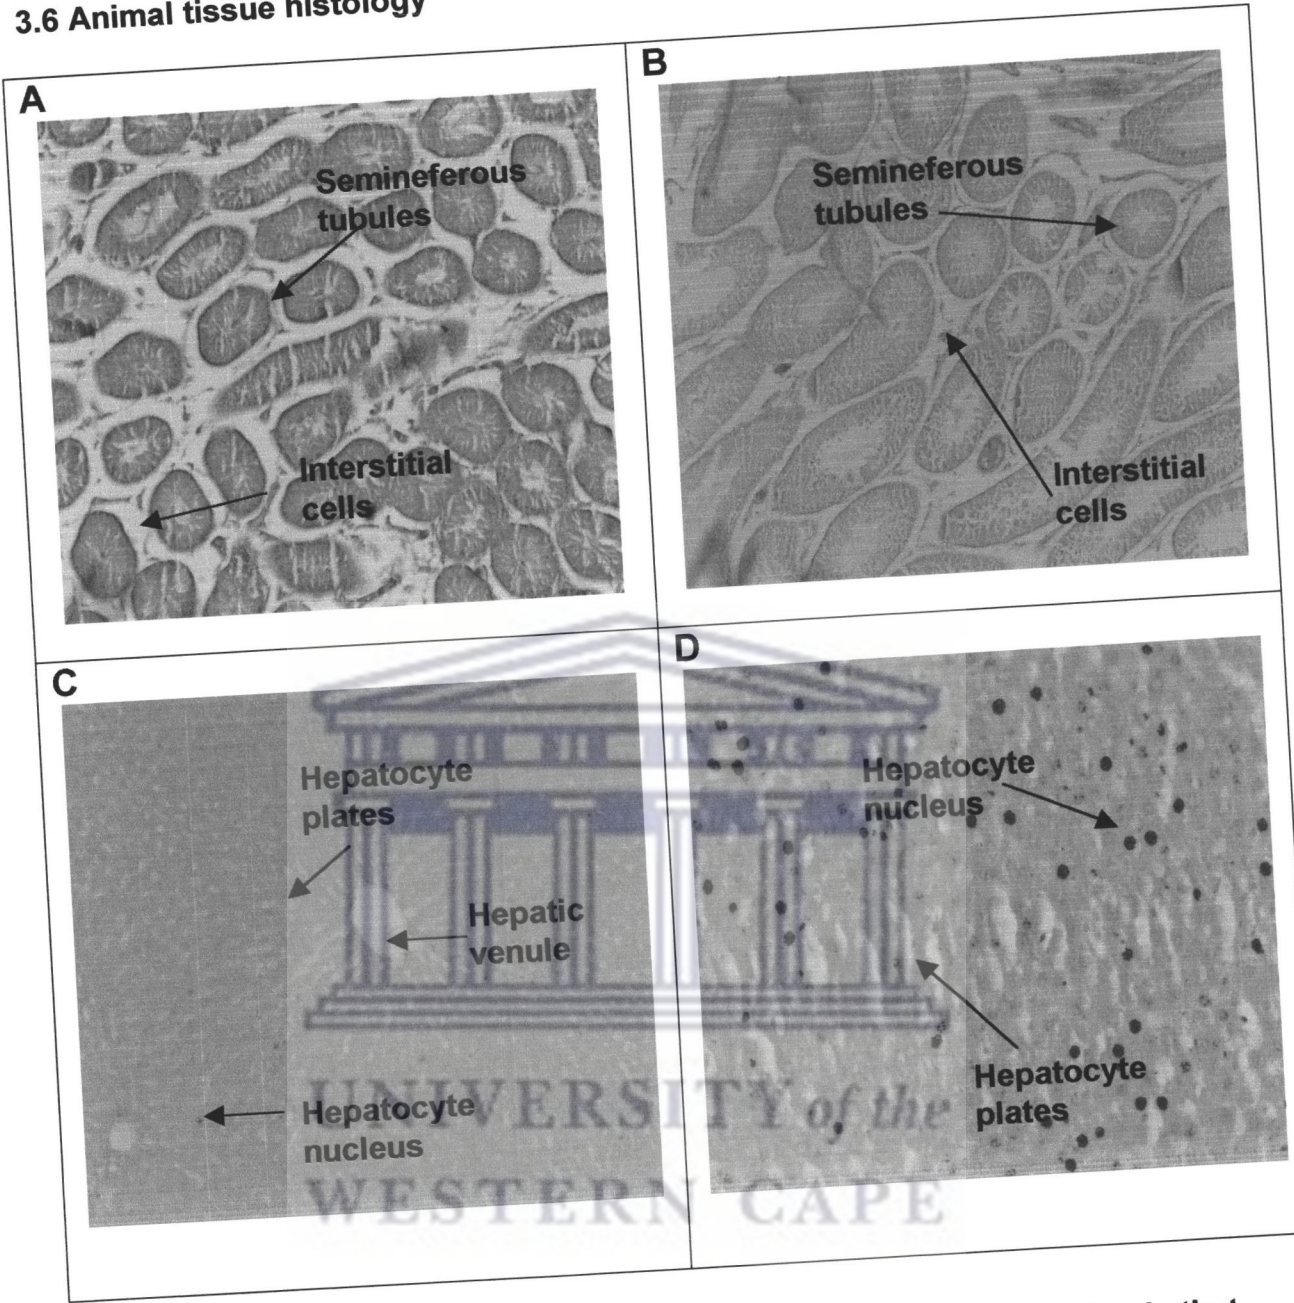 3.6 Animal tissue histology
A
Semineferous
tubules
Interstitial
cells
B
Semineferous
tubules
Interstitial
cells
C
Hepatocyte
plates
Hepatic
venule
Hepatocyte
nucleus
D
Hepatocyte
nucleus
Hepatocyte
plates
UNIVERSITY of the
WESTERN CAPE